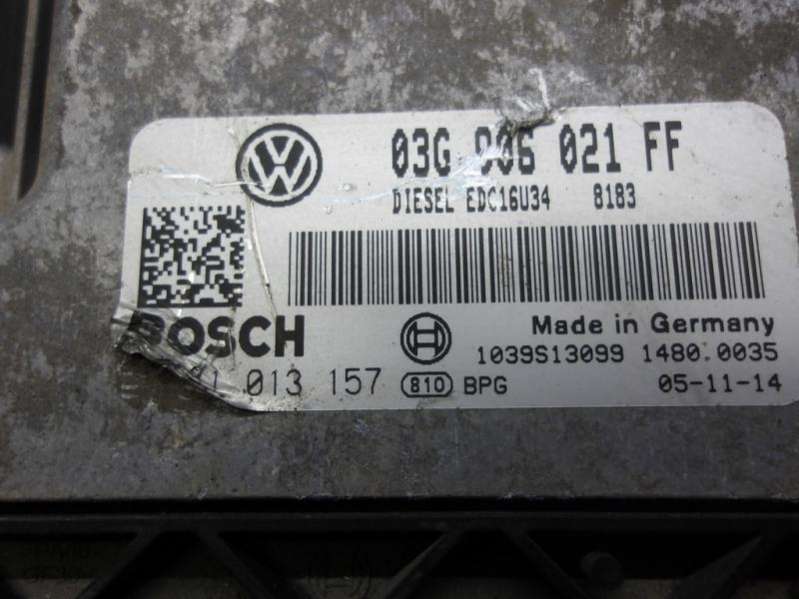 03G 906 021 FF
DIESEL EDC16U34 8183
BOSCH
Made in Germany
1039S13099 1480.0035
013 157 810 BPG 05-11-14